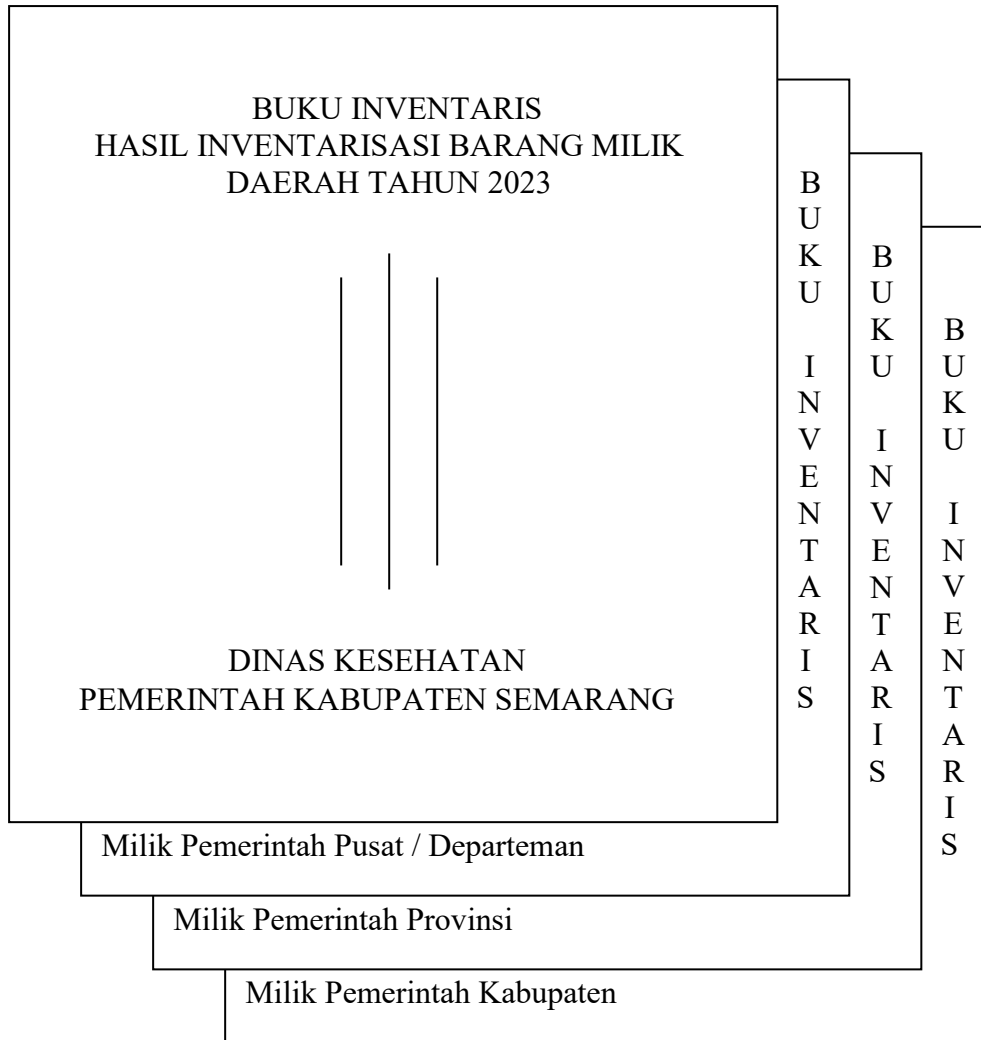 BUKU INVENTARIS
HASIL INVENTARISASI BARANG MILIK
DAERAH TAHUN 2023
DINAS KESEHATAN
PEMERINTAH KABUPATEN SEMARANG
BUKU INVENTARIS
Milik Pemerintah Pusat / Departeman
BUKU INVENTARIS
Milik Pemerintah Provinsi
BUKU INVENTARIS
Milik Pemerintah Kabupaten